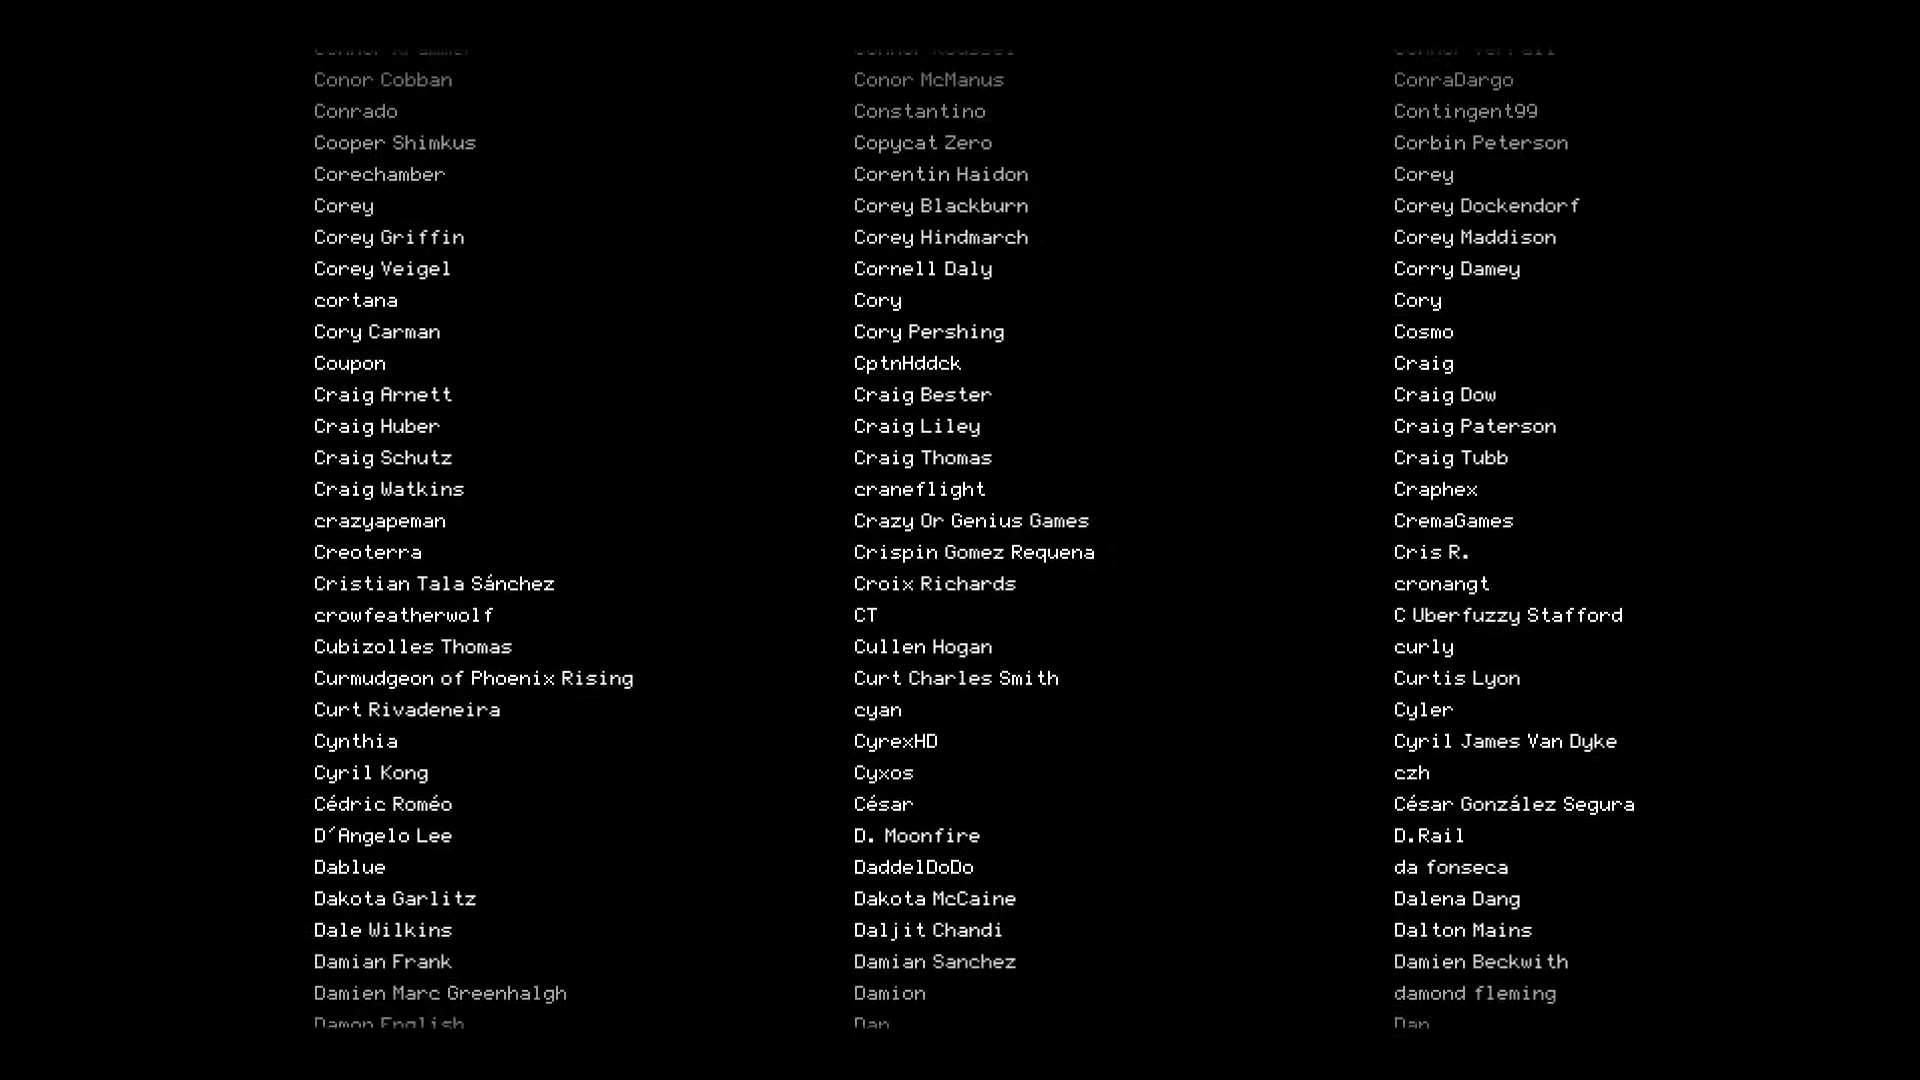 Conor Cobban Conor McManus ConraDargo
Conrado Constantino Contingent99
Cooper Shimkus Copycat Zero Corbin Peterson
Corechamber Corentin Haidon Corey
Corey Corey Blackburn Corey Dockendorf
Corey Griffin Corey Hindmarch Corey Maddison
Corey Veigel Cornell Daly Corry Damey
cortana Cory Cory
Cory Carman Cory Pershing Cosmo
Coupon CptnHddck Craig
Craig Arnett Craig Bester Craig Dow
Craig Huber Craig Liley Craig Paterson
Craig Schutz Craig Thomas Craig Tubb
Craig Watkins craneflight Craphex
crazyapeman Crazy Or Genius Games CremaGames
Creoterra Crispin Gomez Requena Cris R.
Cristian Tala Sánchez Croix Richards cronangt
crowfeatherwolf CT C Uberfuzzy Stafford
Cubizolles Thomas Cullen Hogan curly
Curmudgeon of Phoenix Rising Curt Charles Smith Curtis Lyon
Curt Rivadeneira cyan Cyler
Cynthia CyrexHD Cyril James Van Dyke
Cyril Kong Cyxos czh
Cédric Roméo César César González Segura
D´Angelo Lee D. Moonfire D.Rail
Dablue DaddelDoDo da fonseca
Dakota Garlitz Dakota McCaine Dalena Dang
Dale Wilkins Daljit Chandi Dalton Mains
Damian Frank Damian Sanchez Damien Beckwith
Damien Marc Greenhalgh Damion damond fleming
Damon English Dan Dan